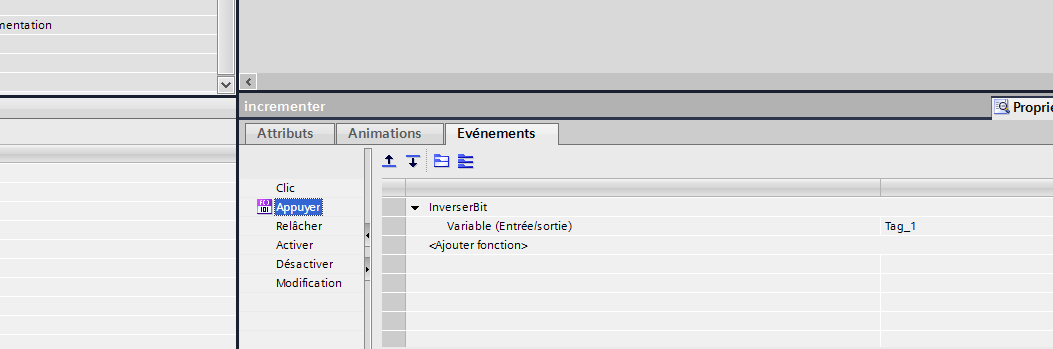 mentation
incrementer
Proprié
Attributs
Animations
Evénements
Clic
Appuyer
Relâcher
Activer
Désactiver
Modification
InverserBit
Variable (Entrée/sortie)
Tag_1
<Ajouter fonction>